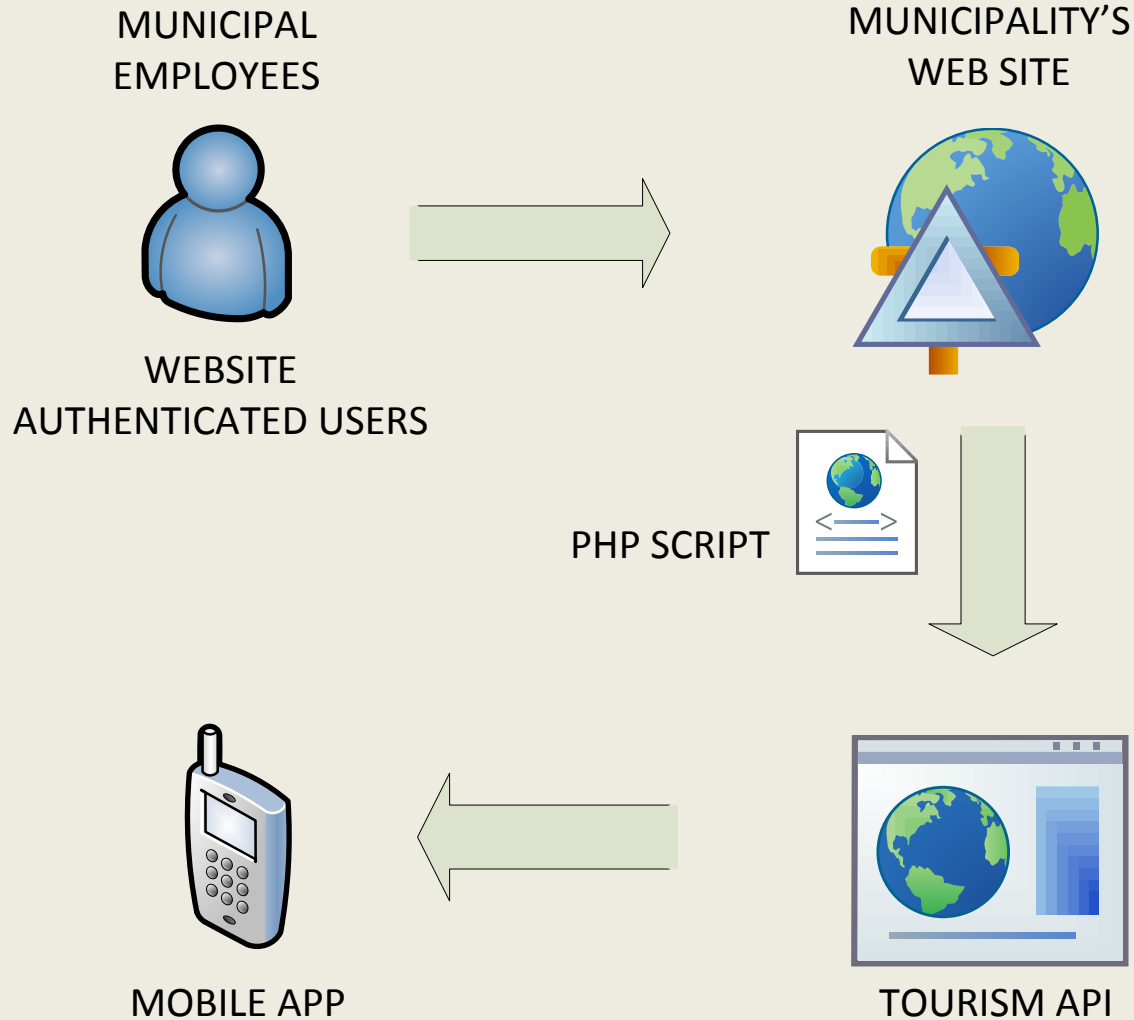 MUNICIPAL
EMPLOYEES
MUNICIPALITY’S
WEB SITE
WEBSITE
AUTHENTICATED USERS
PHP SCRIPT
MOBILE APP
TOURISM API